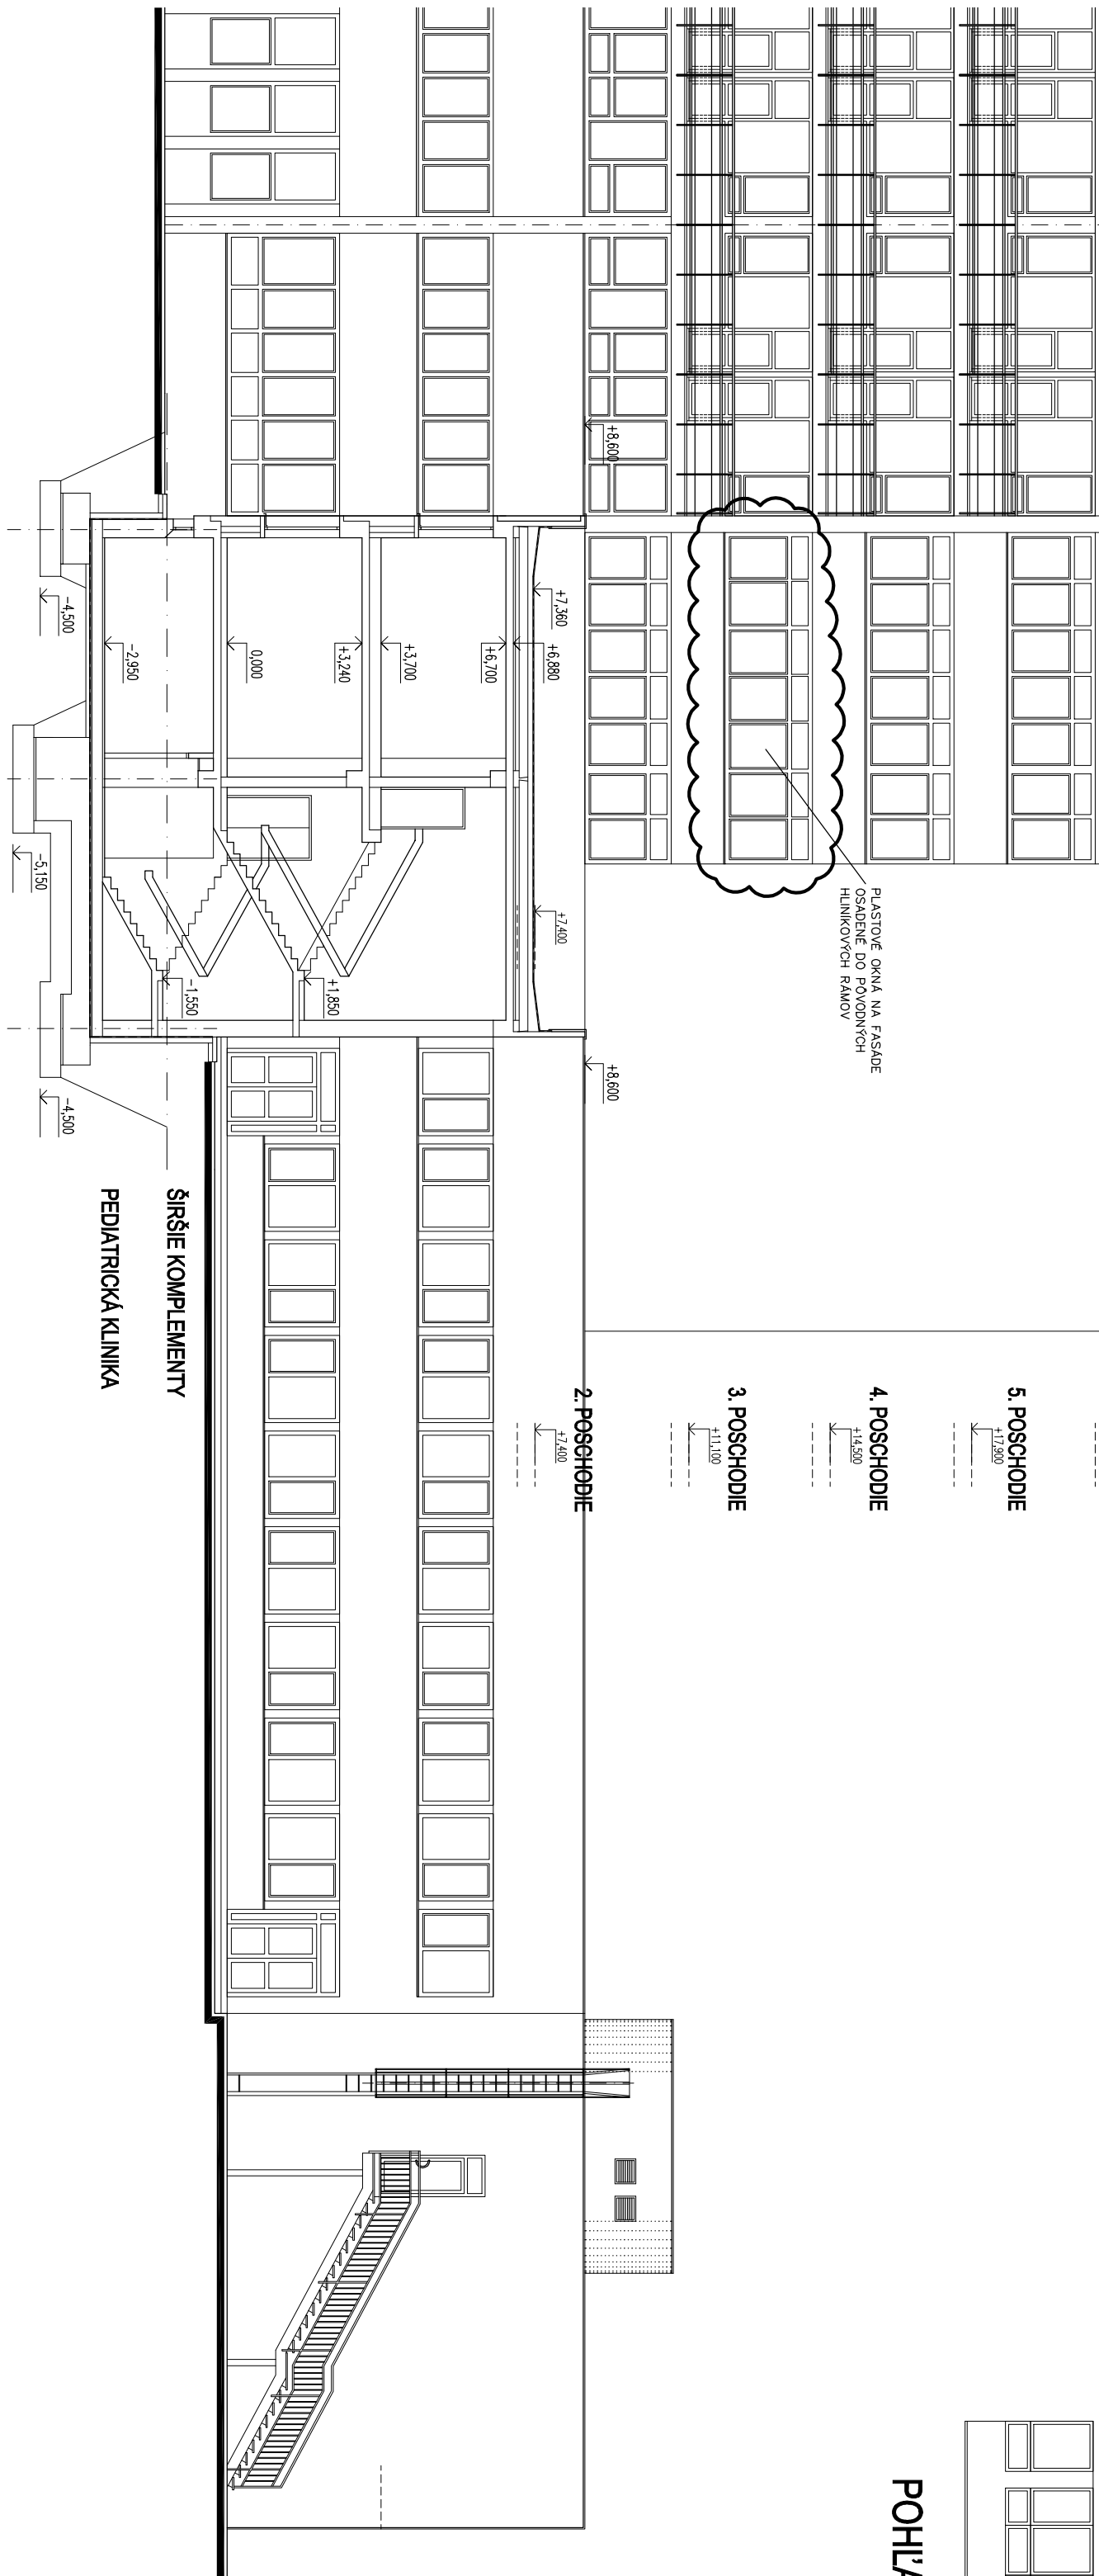 5. POSCHODIE
+17,900
4. POSCHODIE
+14,500
3. POSCHODIE
+11,100
2. POSCHODIE
+7,400
PLASTOVÉ OKNÁ NA FASÁDE
OSADENÉ DO PÔVODNÝCH
HLINÍKOVÝCH RÁMOV
+8,600
+8,600
+7,360
+7,400
+6,880
+6,700
+3,700
+3,240
+1,850
0,000
-1,550
-2,950
-4,500
-5,150
-4,500
ŠIRŠIE KOMPLEMENTY
PEDIATRICKÁ KLINIKA
POHĽA